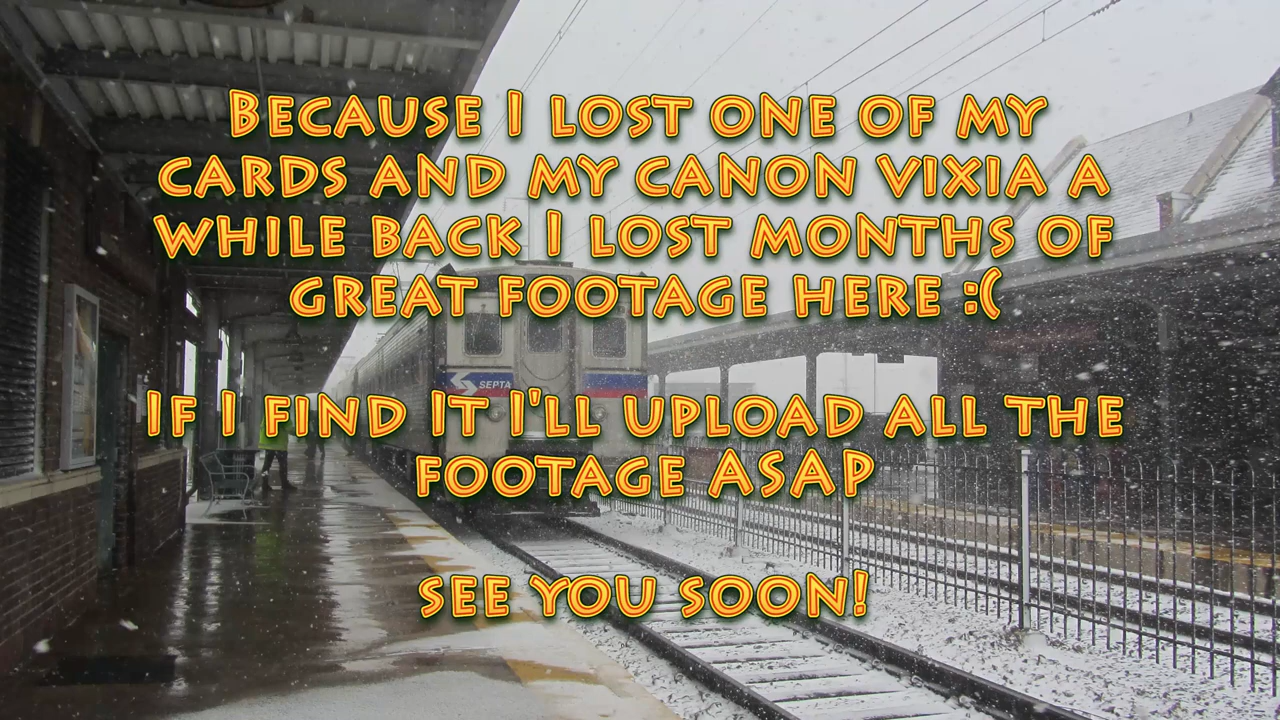 Because I lost one of my
cards and my Canon Vixia a
while back I lost months of
great footage here :(
SEPTA
If I find it I'll upload all the
footage ASAP
see you soon!